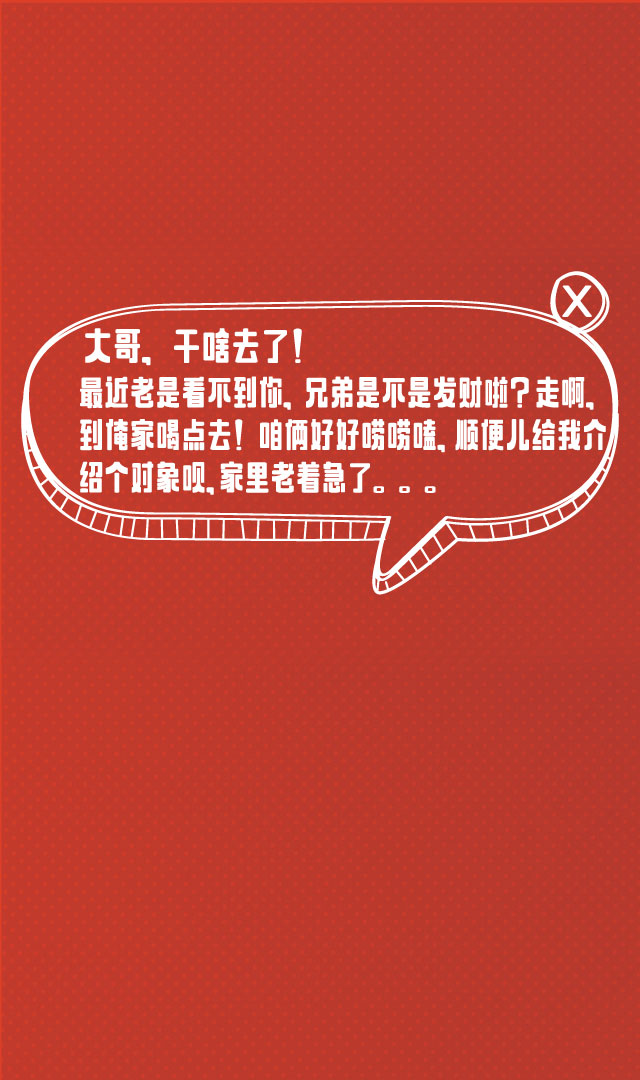 X
大哥，干啥去了！
最近老是看不到你，兄弟是不是发财啦？走啊，
到俺家喝点去！咱俩好好唠唠嗑，顺便儿给我介
绍个对象呗，家里老着急了。。。